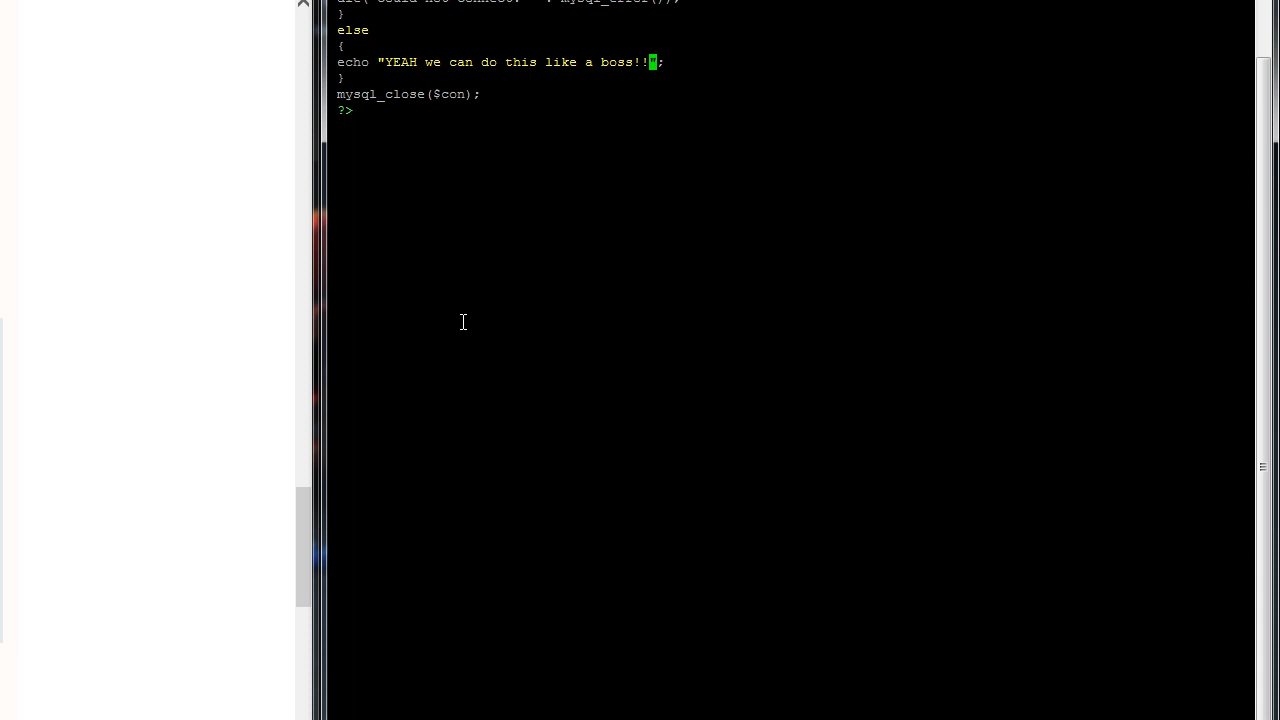 }
else
{
echo "YEAH we can do this like a boss!!";
}
mysql_close($con);
?>